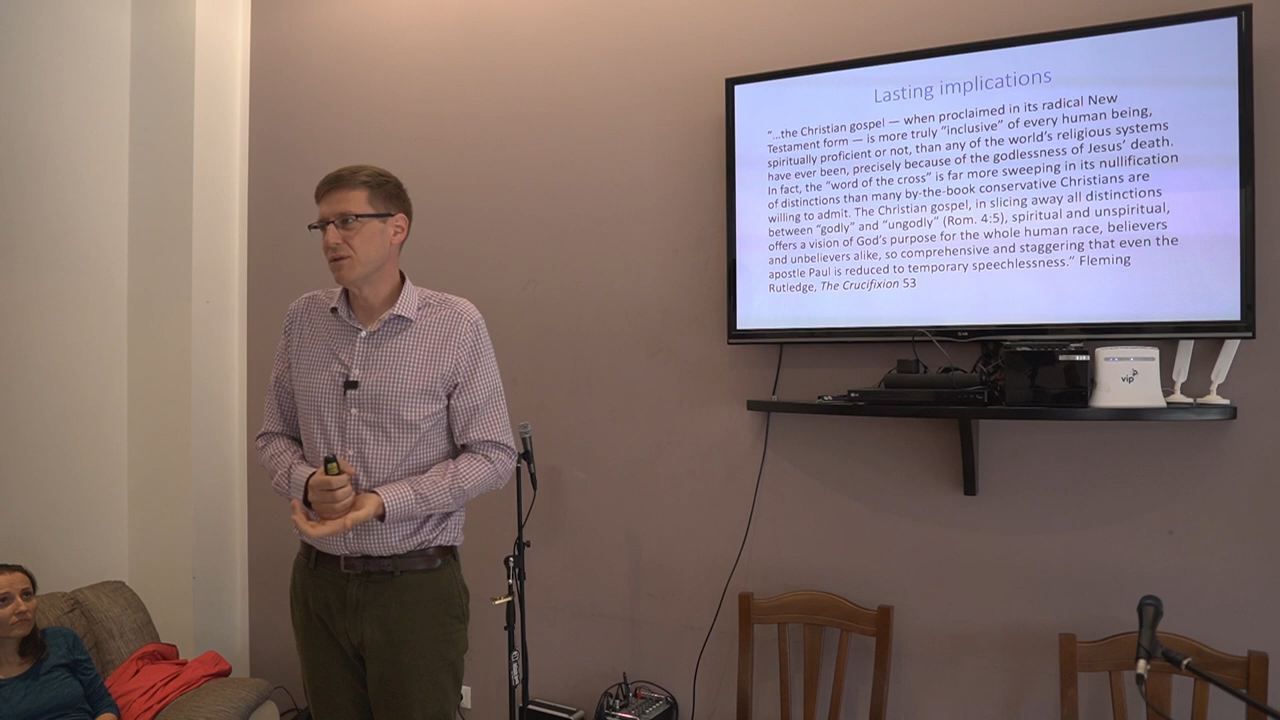 Lasting implications
“...the Christian gospel — when proclaimed in its radical New
Testament form — is more truly “inclusive” of every human being,
spiritually proficient or not, than any of the world’s religious systems
have ever been, precisely because of the godlessness of Jesus’ death.
In fact, the “word of the cross” is far more sweeping in its nullification
of distinctions than many by-the-book conservative Christians are
willing to admit. The Christian gospel, in slicing away all distinctions
between “godly” and “ungodly” (Rom. 4:5), spiritual and unspiritual,
offers a vision of God’s purpose for the whole human race, believers
and unbelievers alike, so comprehensive and staggering that even the
apostle Paul is reduced to temporary speechlessness.” Fleming
Rutledge, The Crucifixion 53
vip